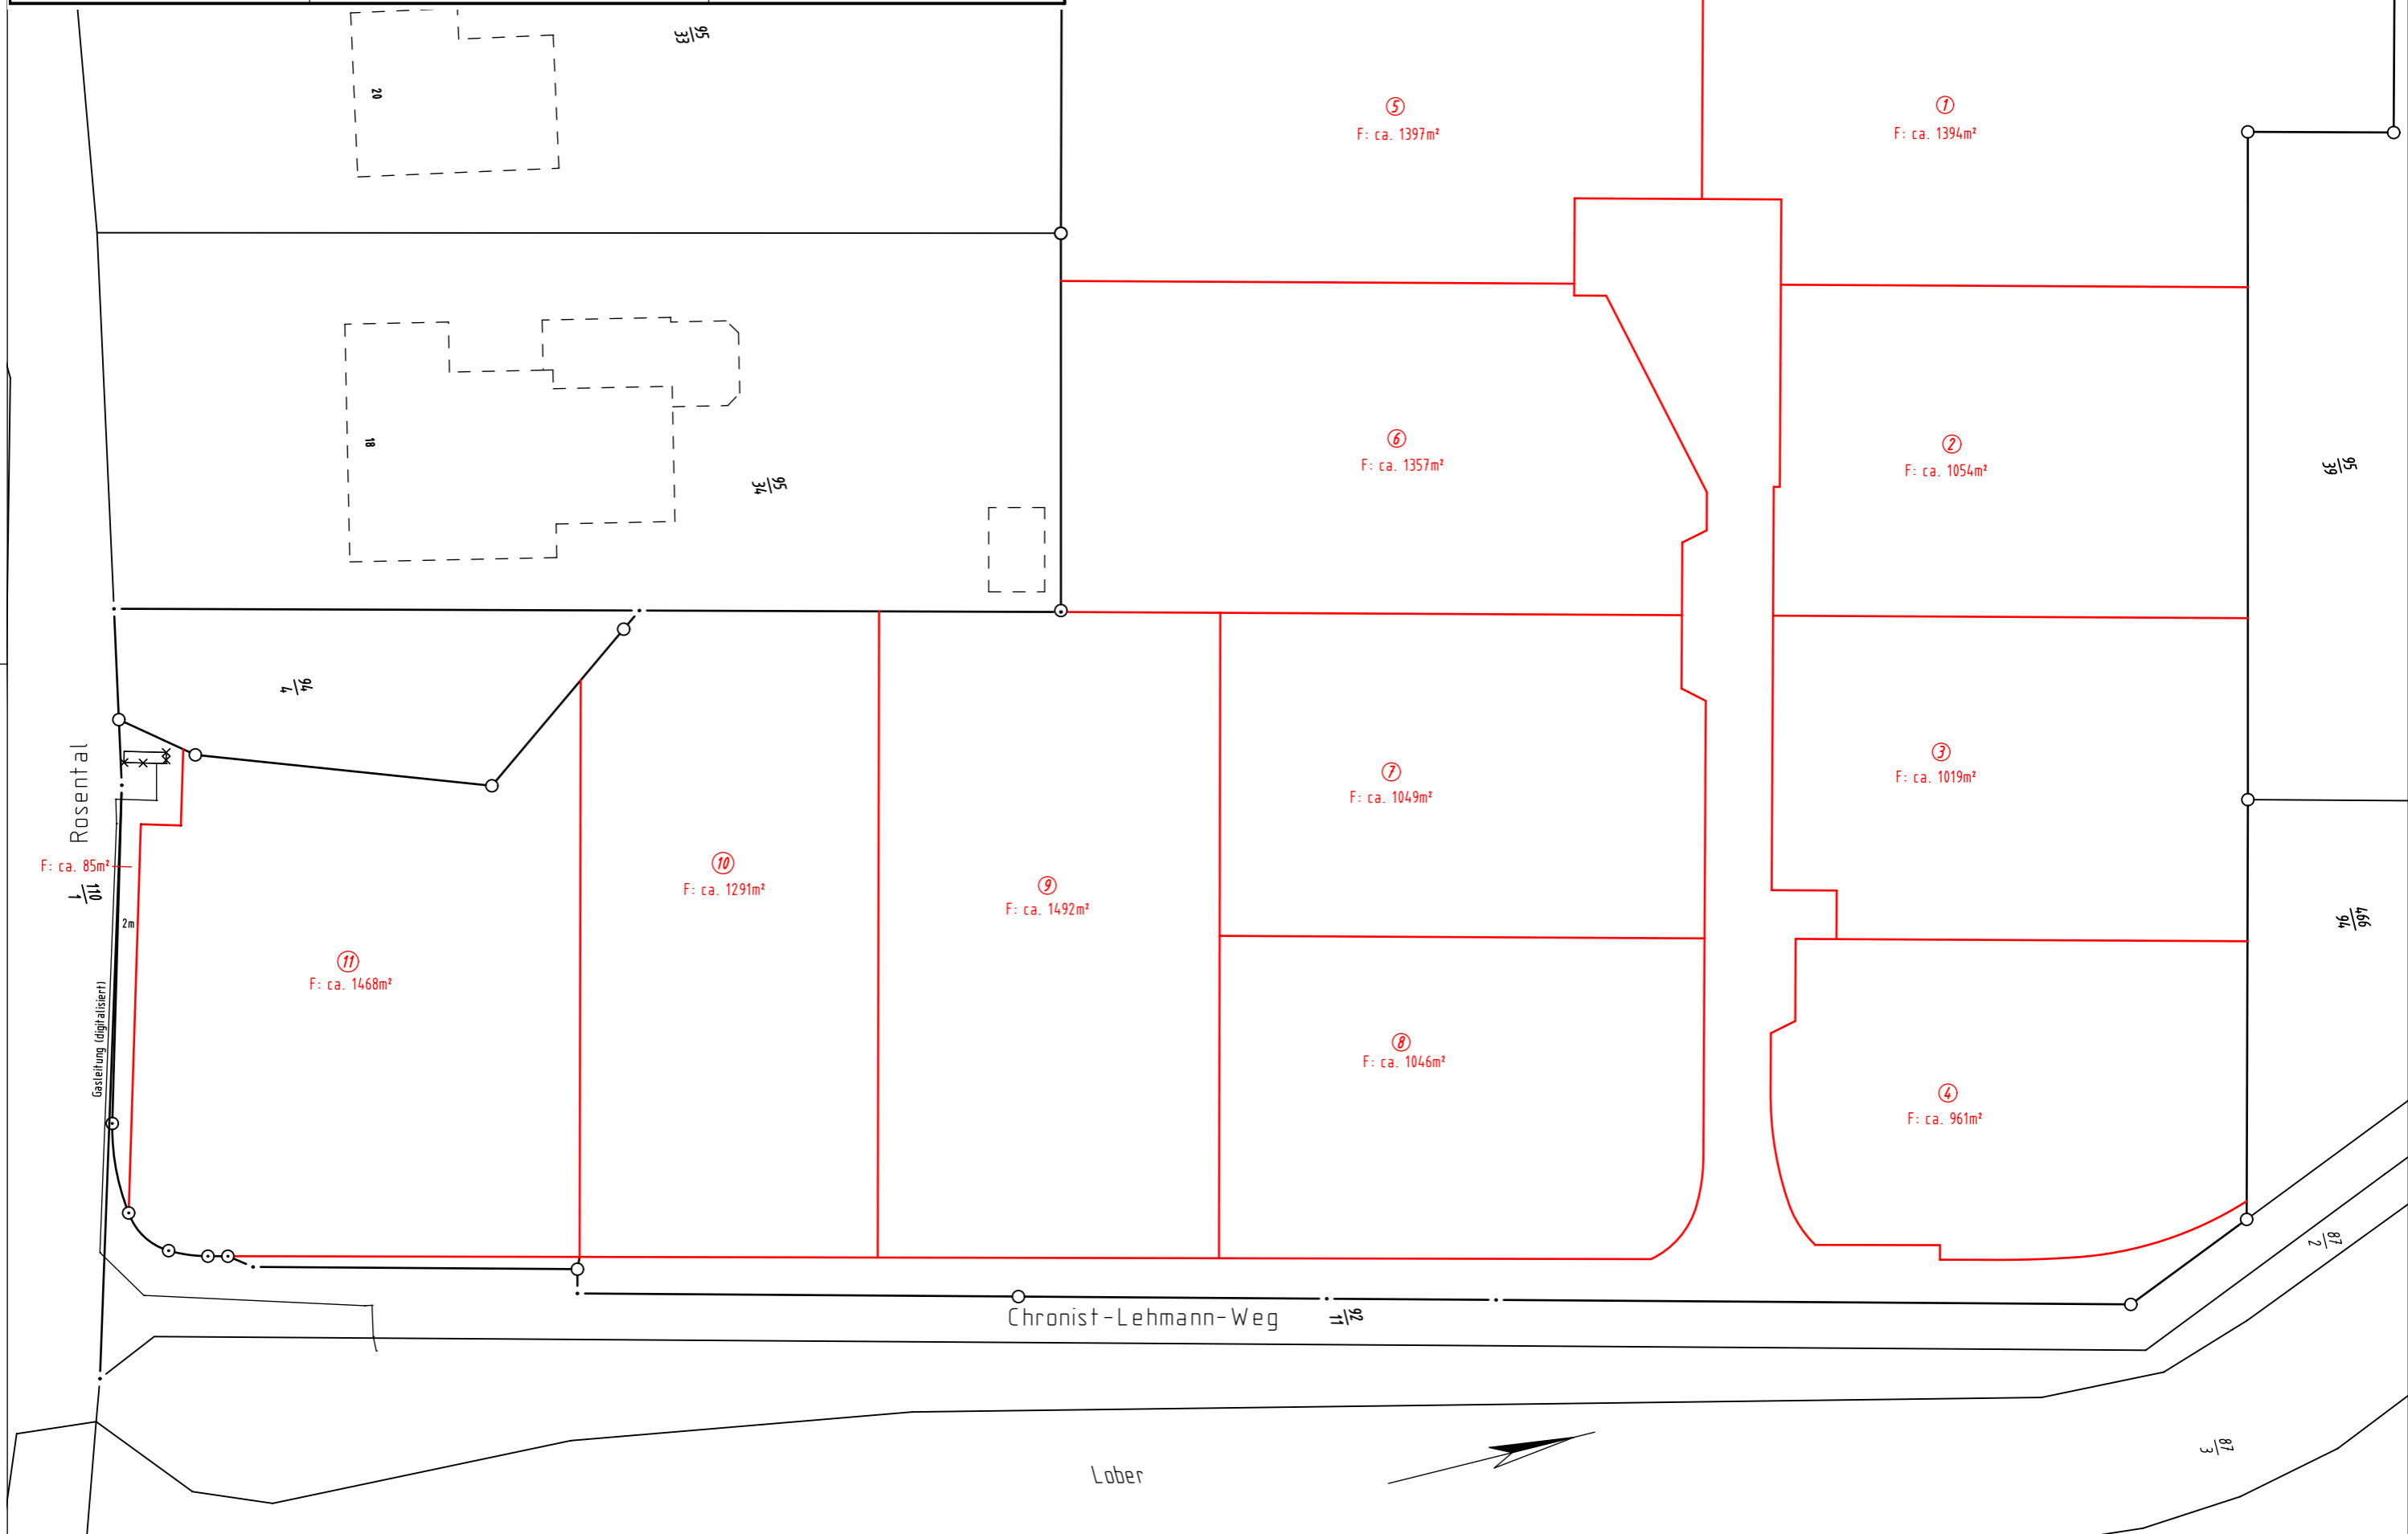 95
33
20
5
F: ca. 1397m²
1
F: ca. 1394m²
18
95
34
6
F: ca. 1357m²
2
F: ca. 1054m²
95
39
94
4
Rosental
F: ca. 85m²
110
1
2m
Gasleitung (digitalisiert)
11
F: ca. 1468m²
10
F: ca. 1291m²
9
F: ca. 1492m²
7
F: ca. 1049m²
3
F: ca. 1019m²
466
94
8
F: ca. 1046m²
4
F: ca. 961m²
87
2
Chronist-Lehmann-Weg
92
11
Lober
87
3